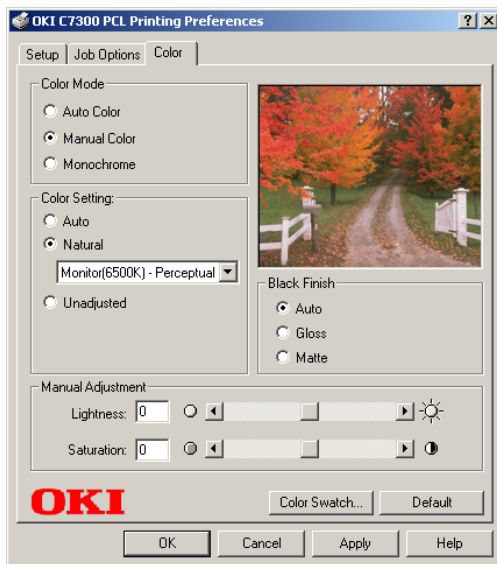 OKI C7300 PCL Printing Preferences
Setup
Job Options
Color
Color Mode
Auto Color
Manual Color
Monochrome
Color Setting:
Auto
Natural
Monitor(6500K) - Perceptual
Unadjusted
Black Finish
Auto
Gloss
Matte
Manual Adjustment
Lightness: 0
Saturation: 0
OKI
Color Swatch...
Default
OK
Cancel
Apply
Help